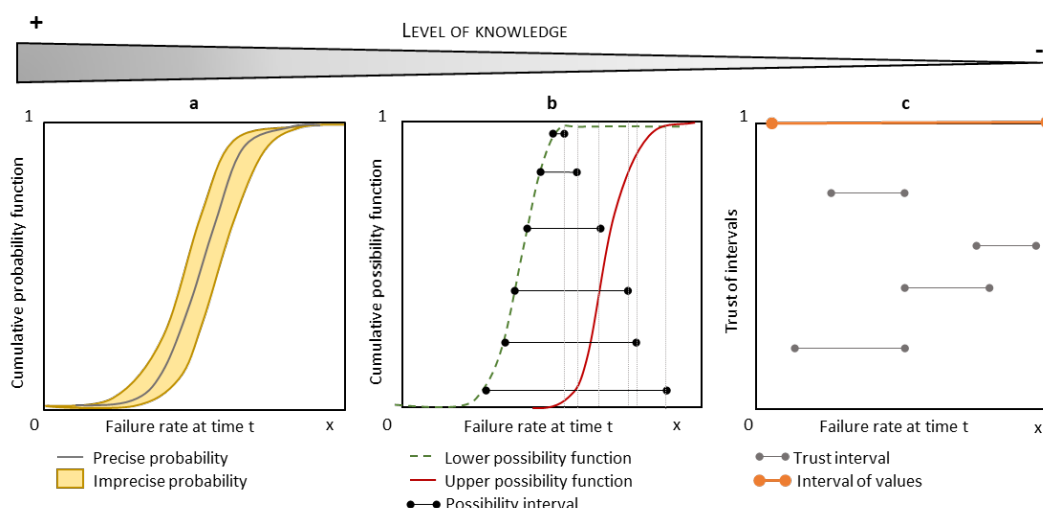 +
LEVEL OF KNOWLEDGE
-
a
b
c
1
1
1
Cumulative probability function
Cumulative possibility function
Trust of intervals
0
Failure rate at time t
x
0
Failure rate at time t
x
0
Failure rate at time t
x
Precise probability
Imprecise probability
Lower possibility function
Upper possibility function
Possibility interval
Trust interval
Interval of values